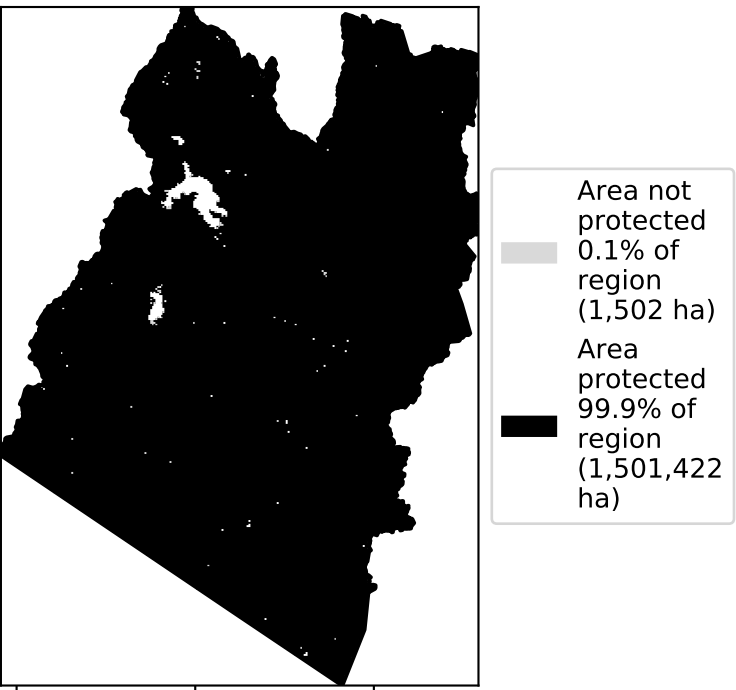 Area not
protected
0.1% of
region
(1,502 ha)
Area
protected
99.9% of
region
(1,501,422
ha)